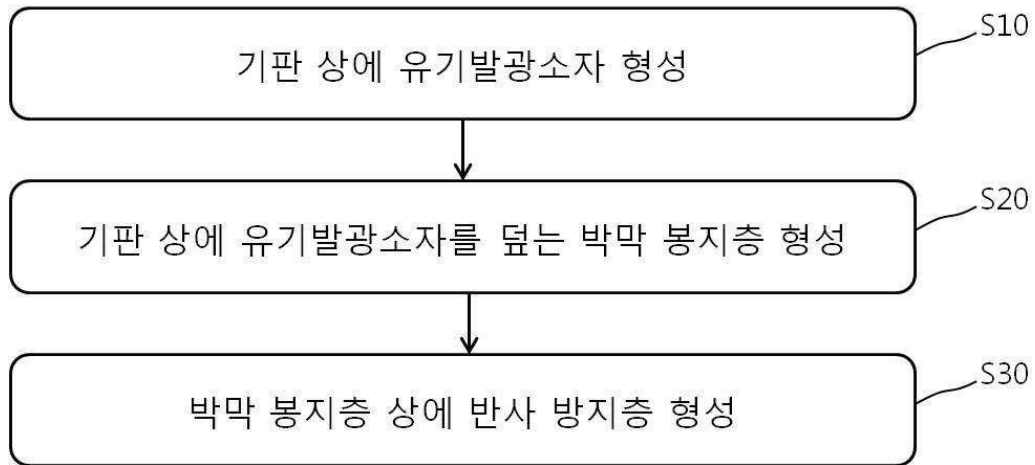 기판 상에 유기발광소자 형성
S10
기판 상에 유기발광소자를 덮는 박막 봉지층 형성
S20
박막 봉지층 상에 반사 방지층 형성
S30